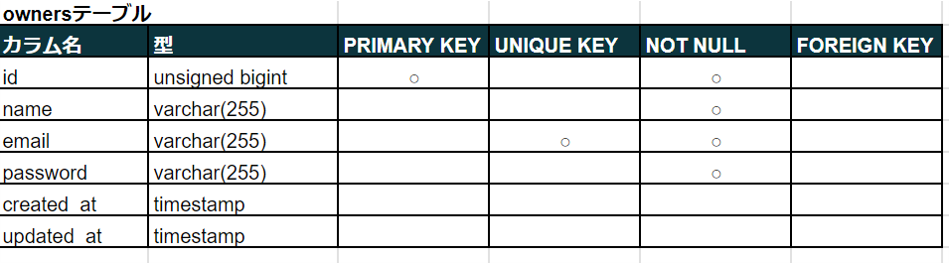 ownersテーブル
カラム名 型 PRIMARY KEY UNIQUE KEY NOT NULL FOREIGN KEY
id unsigned bigint ○ ○
name varchar(255) ○
email varchar(255) ○ ○
password varchar(255) ○
created_at timestamp
updated_at timestamp